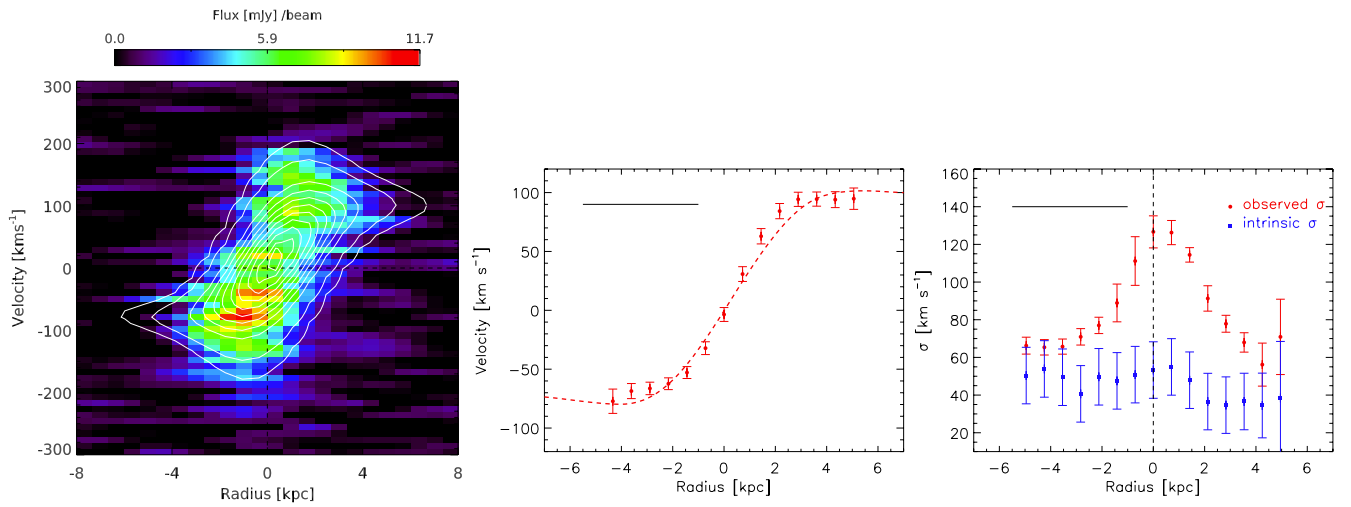 Flux [mJy] /beam
0.0 5.9 11.7
300
200
100
0
-100
-200
-300
Velocity [kms⁻¹]
-8 -4 0 4 8
Radius [kpc]
100
50
0
-50
-100
Velocity [km s⁻¹]
-6 -4 -2 0 2 4 6
Radius [kpc]
160
140
120
100
80
60
40
20
σ [km s⁻¹]
observed σ
intrinsic σ
-6 -4 -2 0 2 4 6
Radius [kpc]